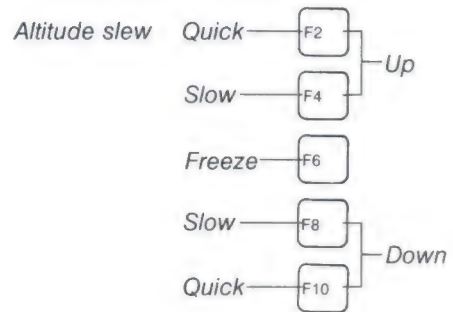 Altitude slew Quick F2
Up
Slow F4
Freeze F6
Slow F8
Down
Quick F10